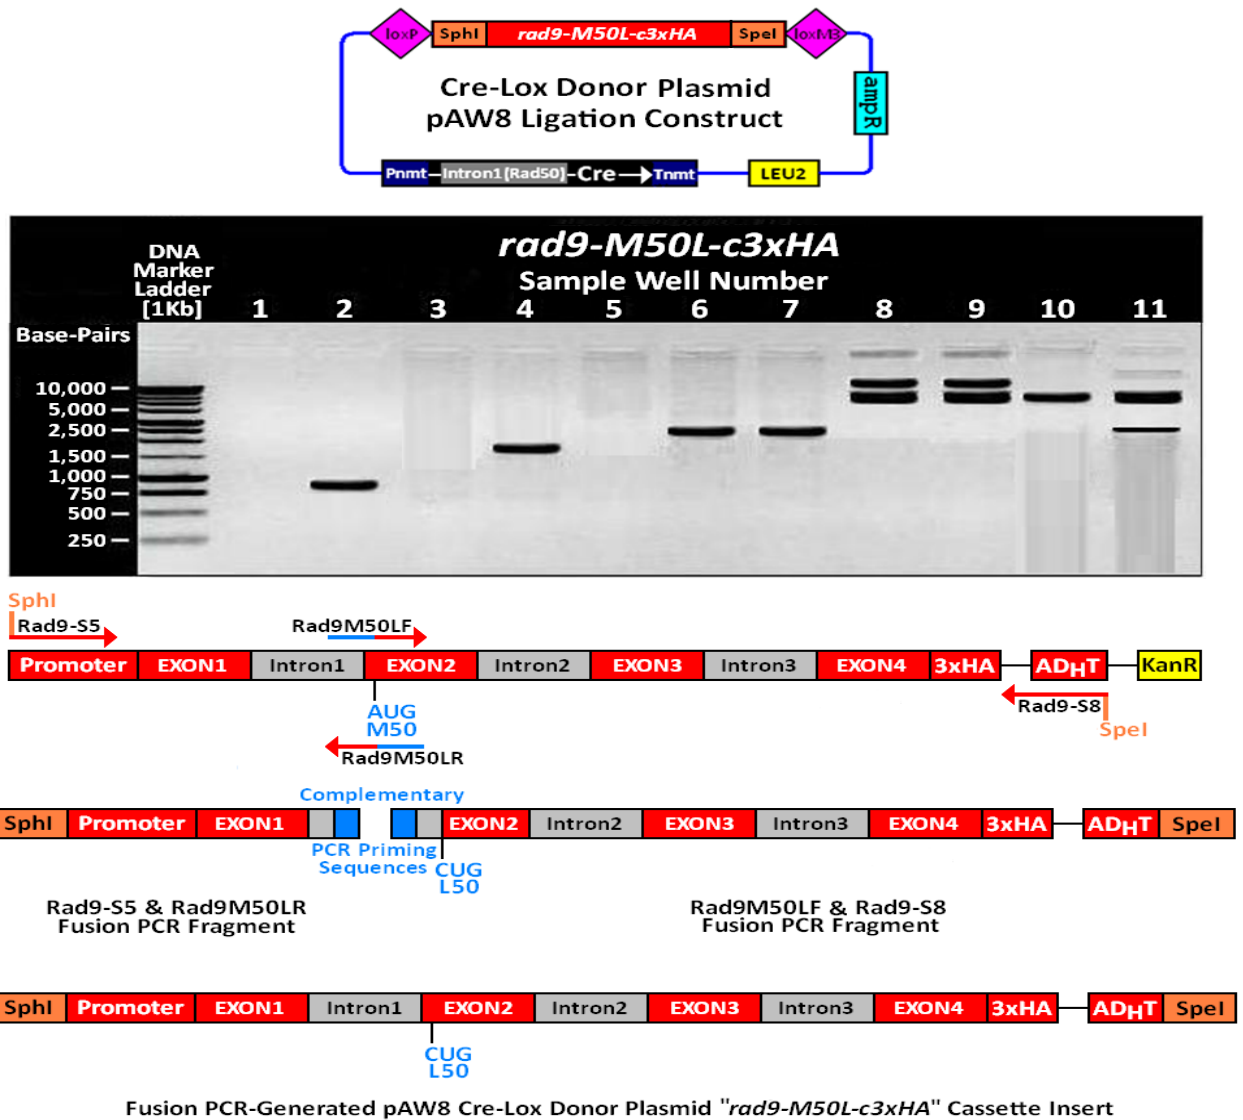 loxP SphI rad9-M50L-c3xHA SpeI loxM3
Cre-Lox Donor Plasmid
pAW8 Ligation Construct
ampR
Pnmt Intron1(Rad50) Cre Tnmt LEU2
rad9-M50L-c3xHA
Sample Well Number
DNA
Marker
Ladder
[1Kb]
1 2 3 4 5 6 7 8 9 10 11
Base-Pairs
10,000
5,000
2,500
1,500
1,000
750
500
250
SphI
Rad9-S5 Rad9M50LF
Promoter EXON1 Intron1 EXON2 Intron2 EXON3 Intron3 EXON4 3xHA ADHT KanR
AUG
M50
Rad9M50LR
Rad9-S8
SpeI
Complementary
SphI Promoter EXON1 EXON2 Intron2 EXON3 Intron3 EXON4 3xHA ADHT SpeI
PCR Priming
Sequences
CUG
L50
Rad9-S5 & Rad9M50LR
Fusion PCR Fragment
Rad9M50LF & Rad9-S8
Fusion PCR Fragment
SphI Promoter EXON1 Intron1 EXON2 Intron2 EXON3 Intron3 EXON4 3xHA ADHT SpeI
CUG
L50
Fusion PCR-Generated pAW8 Cre-Lox Donor Plasmid "rad9-M50L-c3xHA" Cassette Insert